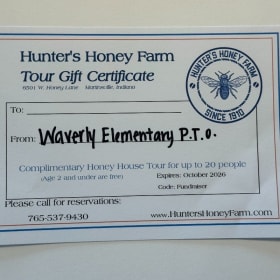 Hunter's Honey Farm
Tour Gift Certificate
6501 W. Honey Lane Martinsville, Indiana
HUNTER'S HONEY FARM
SINCE 1910
To:
From: Waverly Elementary P.T.O.
Complimentary Honey House Tour for up to 20 people
(Age 2 and under are free)
Expires: October 2026
Code: Fundraiser
Please call for reservations:
765-537-9430
www.HuntersHoneyFarm.com